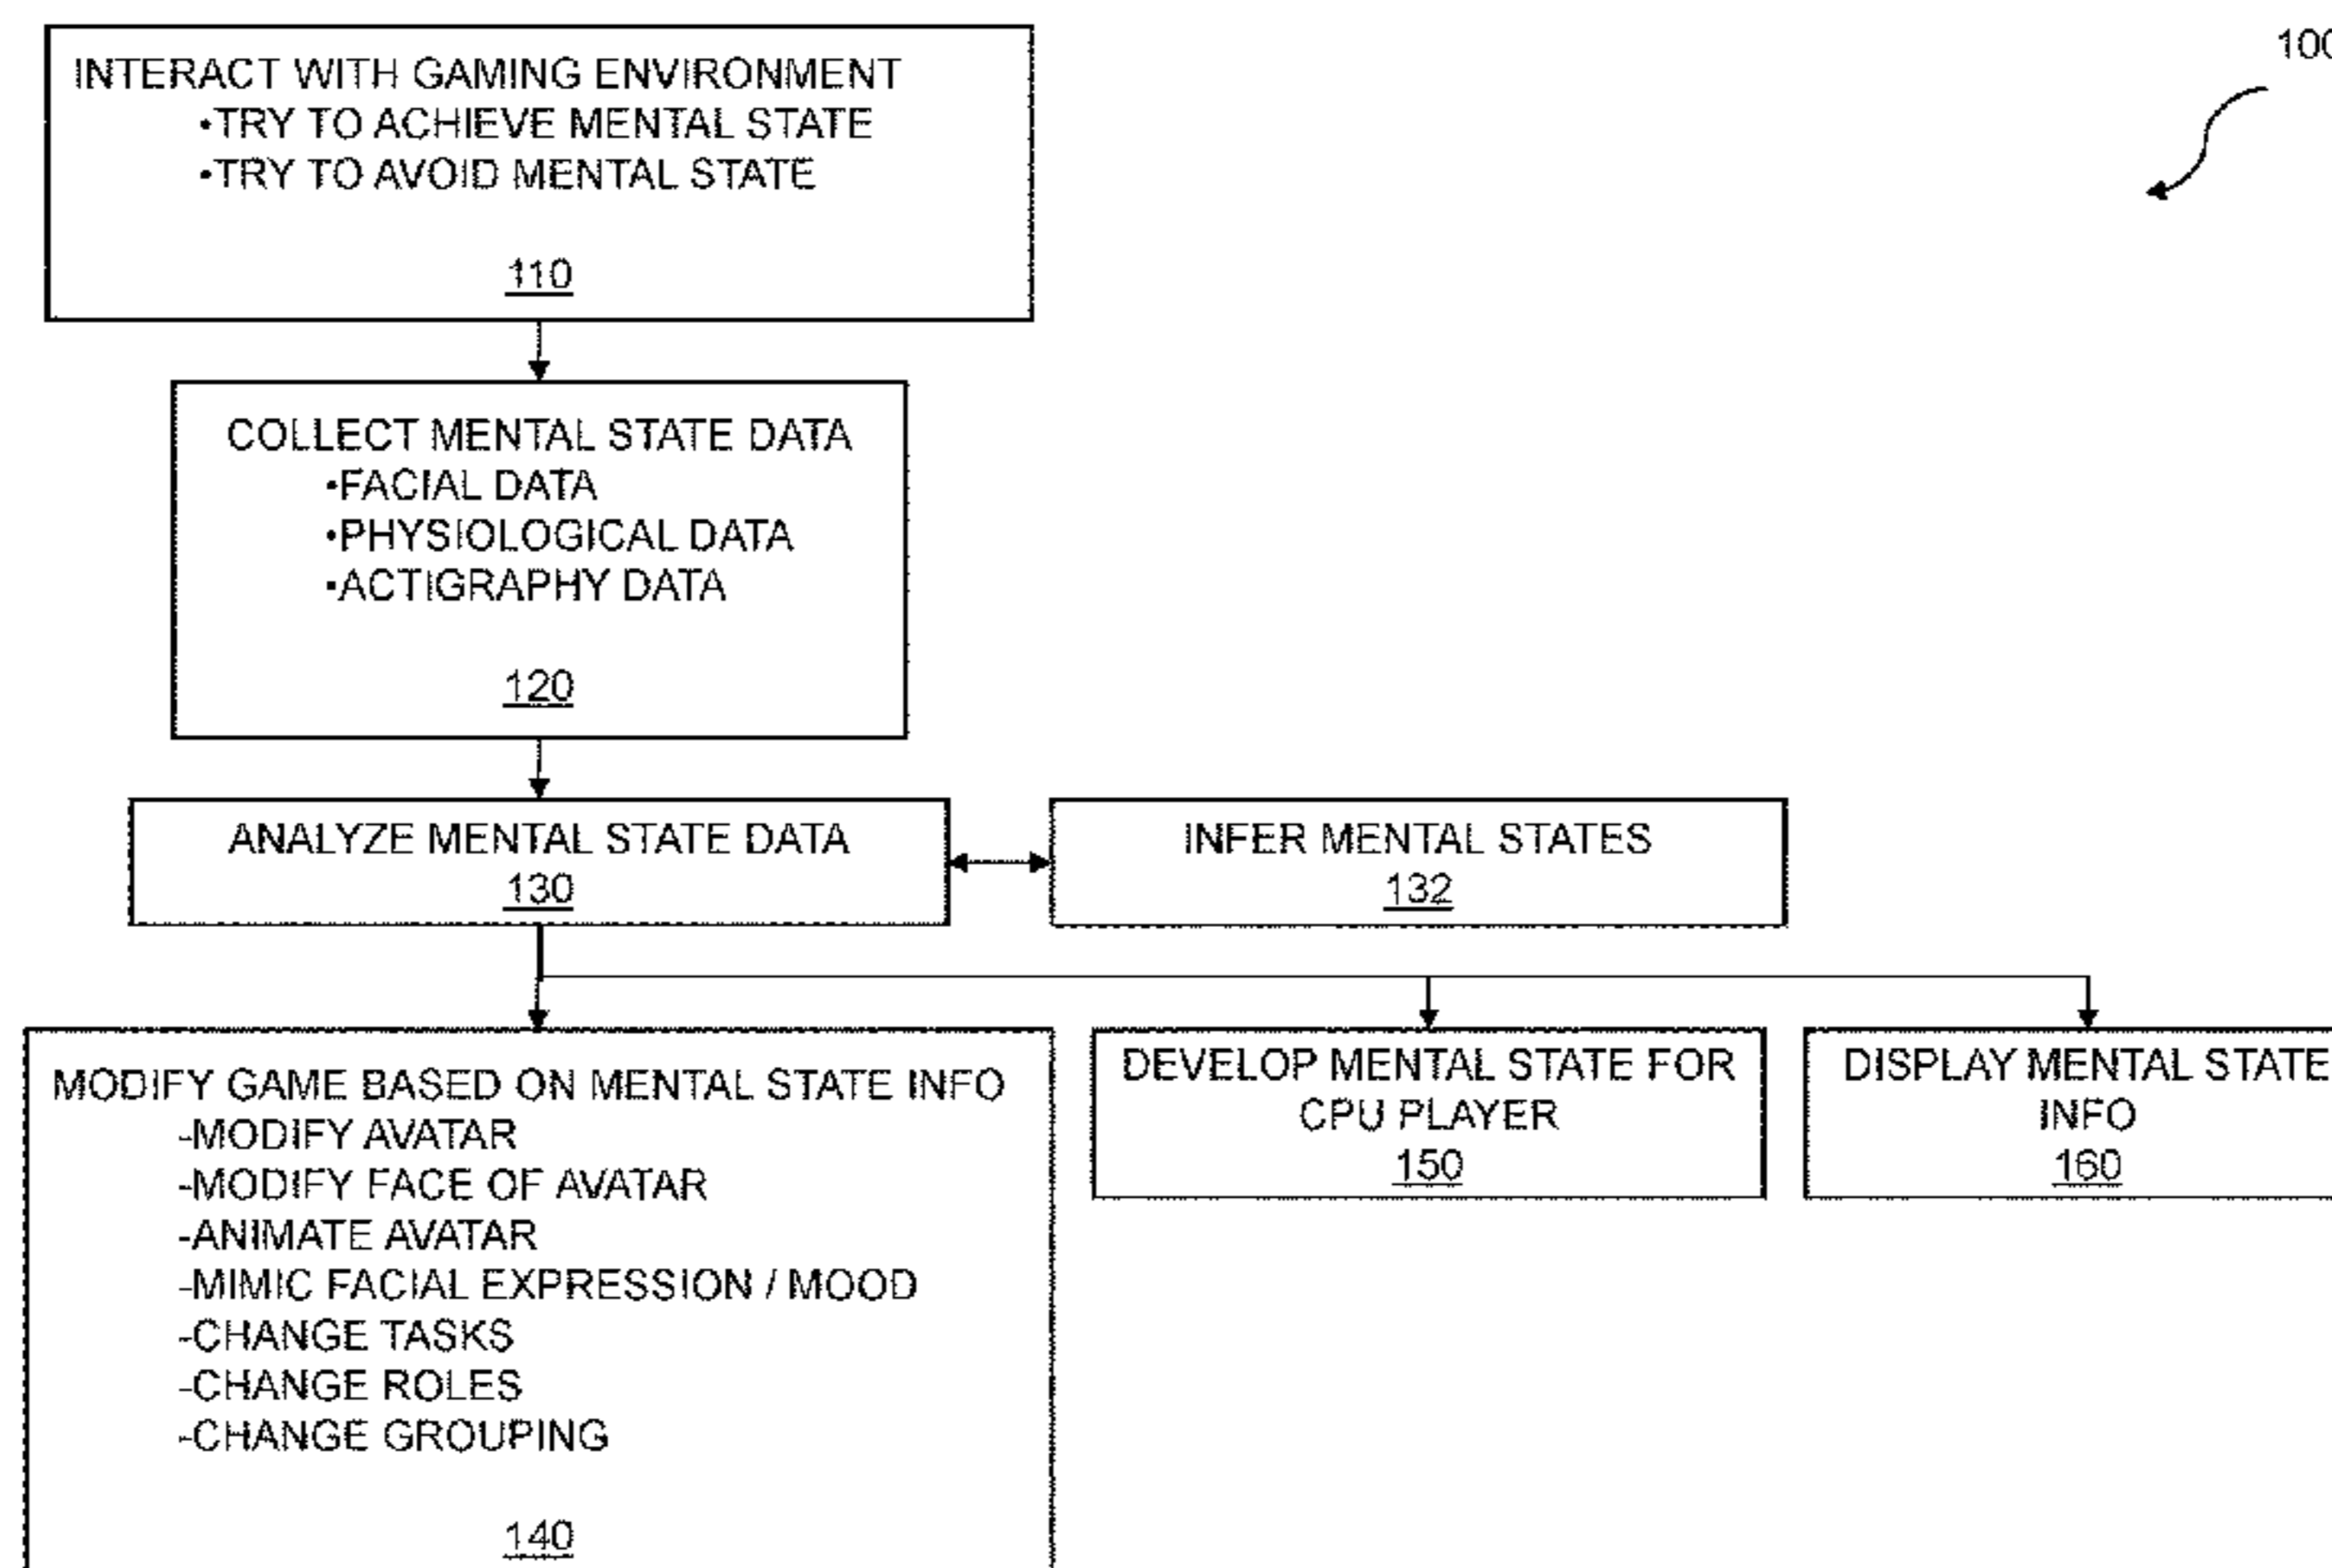 100
INTERACT WITH GAMING ENVIRONMENT
•TRY TO ACHIEVE MENTAL STATE
•TRY TO AVOID MENTAL STATE
110
COLLECT MENTAL STATE DATA
•FACIAL DATA
•PHYSIOLOGICAL DATA
•ACTIGRAPHY DATA
120
ANALYZE MENTAL STATE DATA
130
INFER MENTAL STATES
132
MODIFY GAME BASED ON MENTAL STATE INFO
-MODIFY AVATAR
-MODIFY FACE OF AVATAR
-ANIMATE AVATAR
-MIMIC FACIAL EXPRESSION / MOOD
-CHANGE TASKS
-CHANGE ROLES
-CHANGE GROUPING
140
DEVELOP MENTAL STATE FOR
CPU PLAYER
150
DISPLAY MENTAL STATE
INFO
160